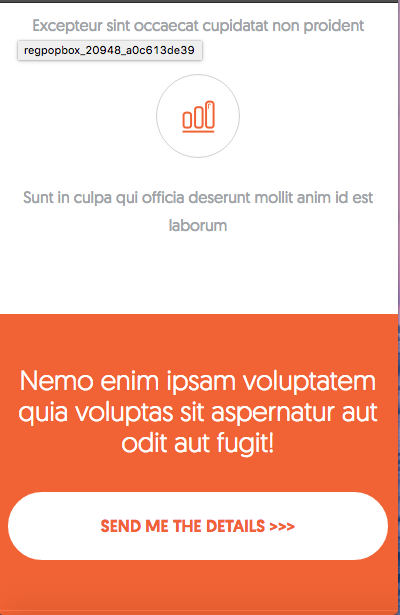 Excepteur sint occaecat cupidatat non proident
regpopbox_20948_a0c613de39
Sunt in culpa qui officia deserunt mollit anim id est
laborum
Nemo enim ipsam voluptatem
quia voluptas sit aspernatur aut
odit aut fugit!
SEND ME THE DETAILS >>>